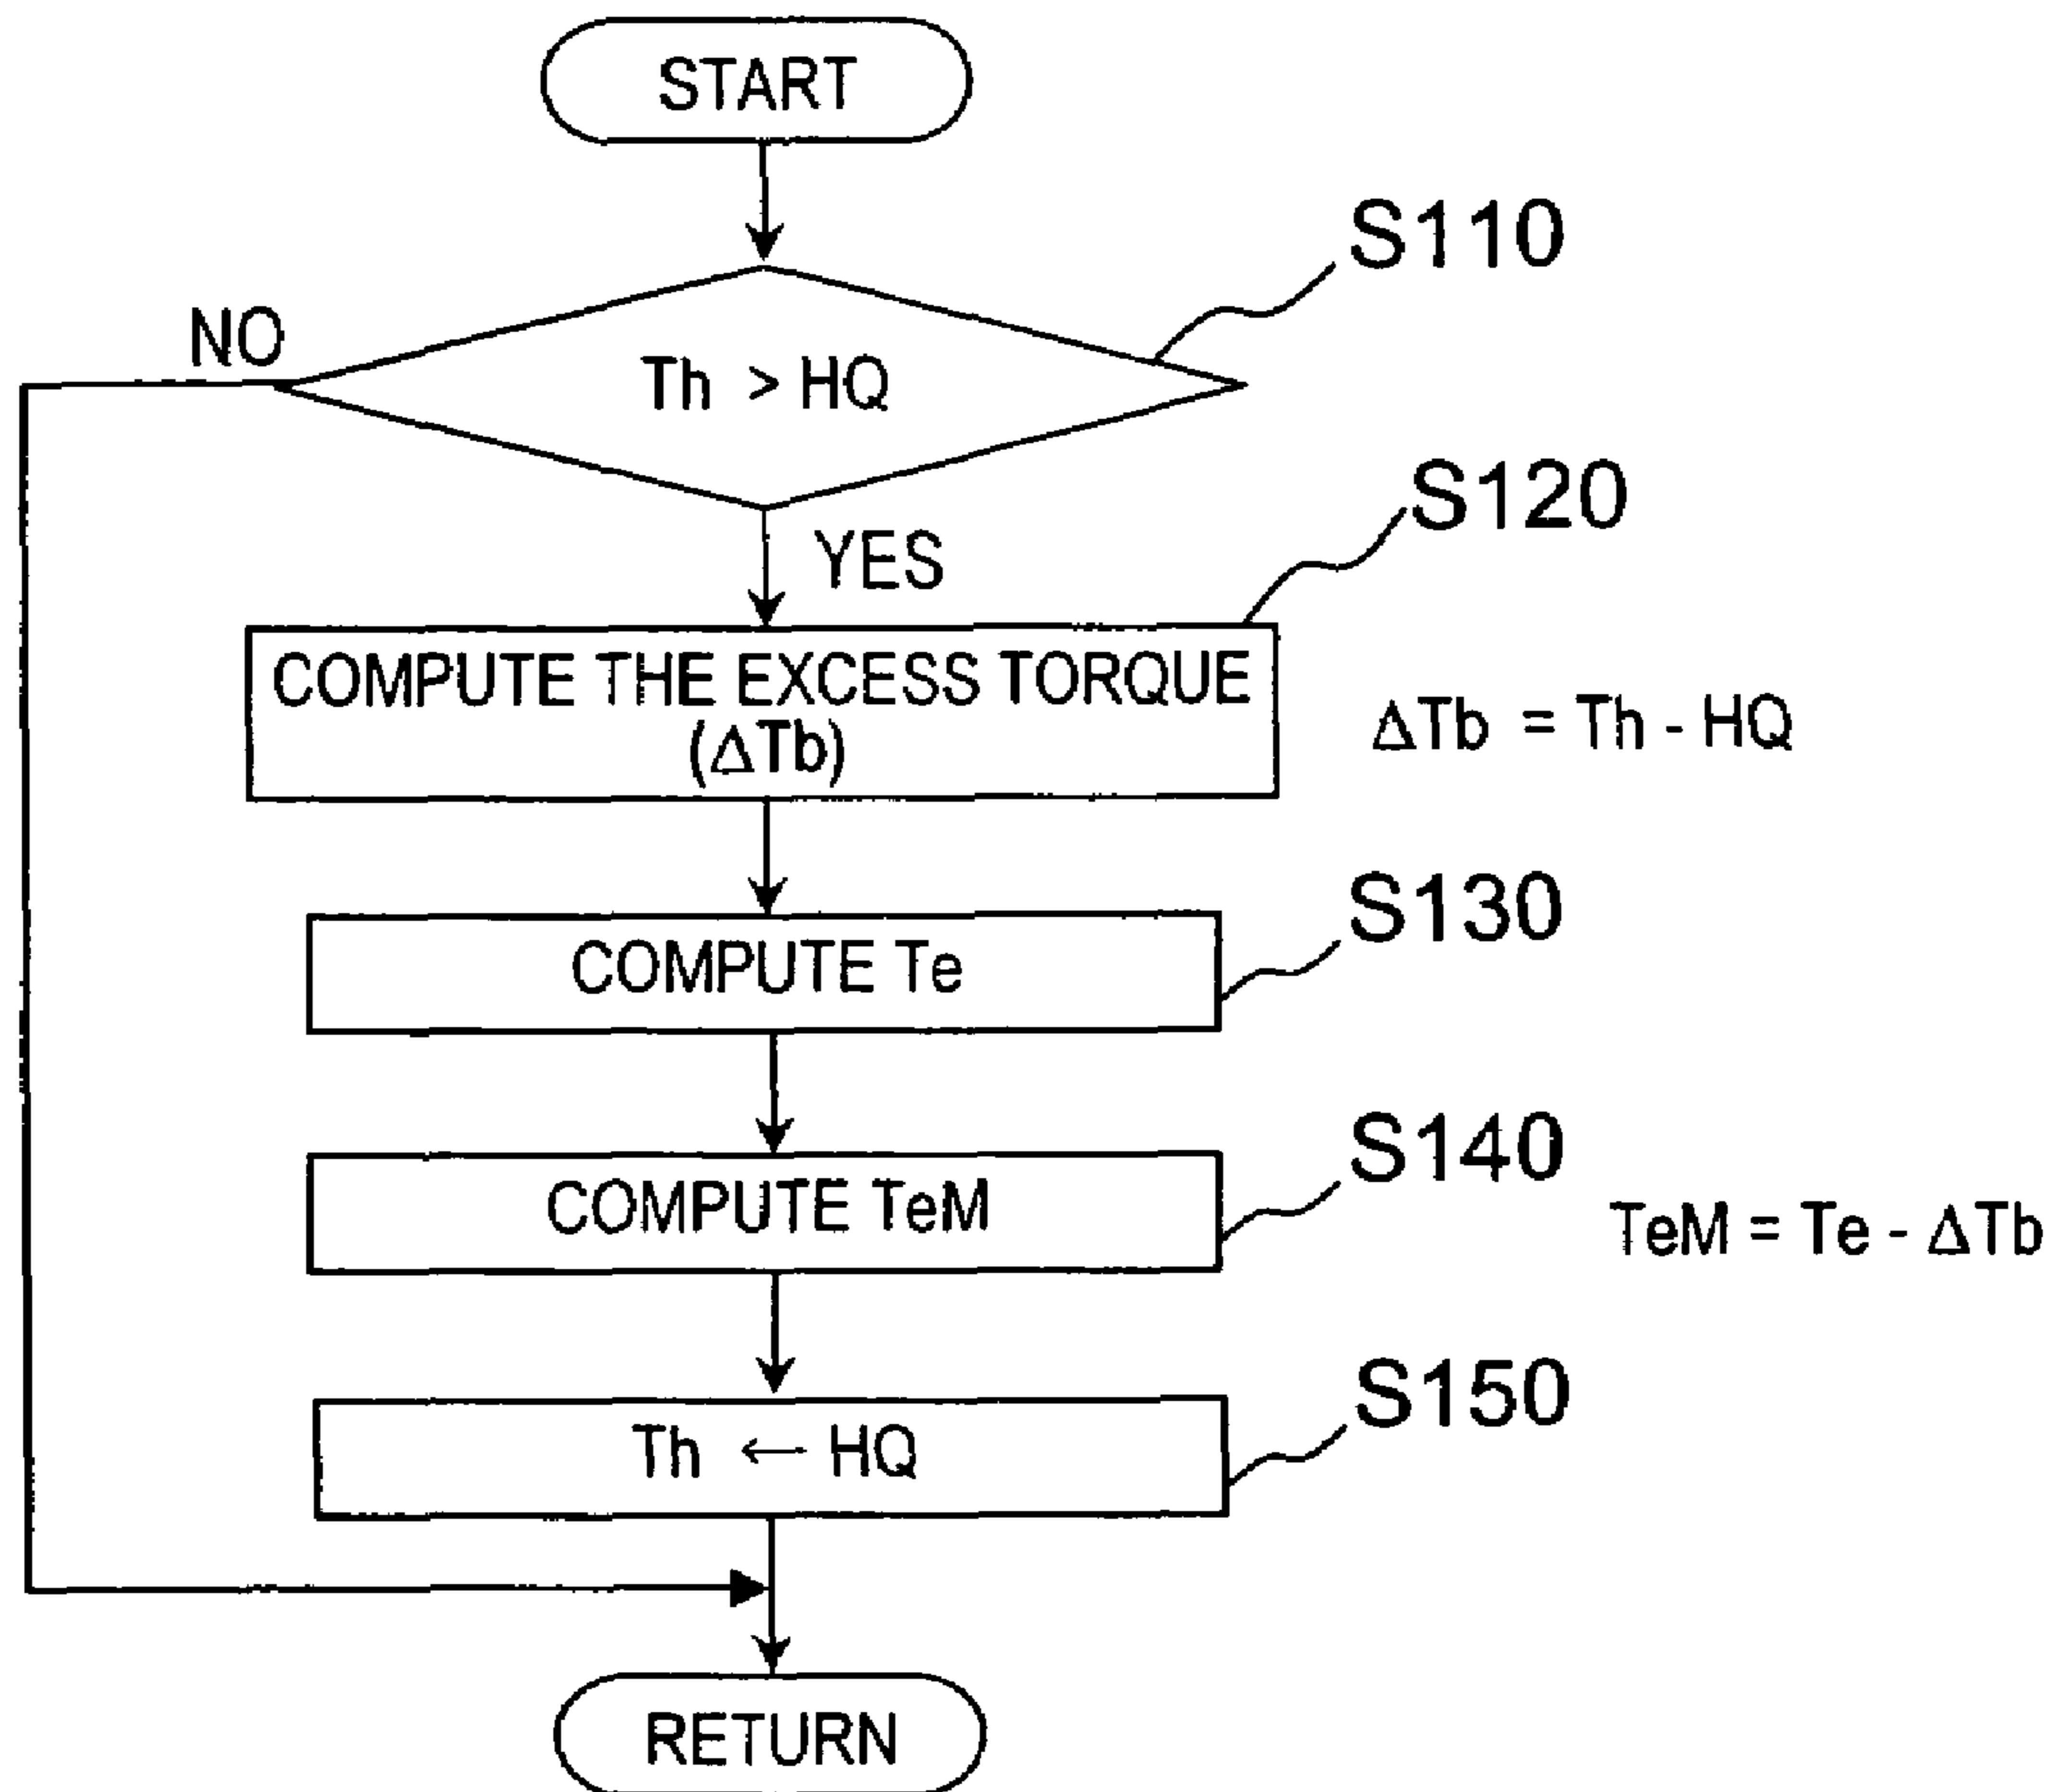 START
S110
NO
Th > HQ
S120
YES
COMPUTE THE EXCESS TORQUE
(ΔTb)
ΔTb = Th - HQ
S130
COMPUTE Te
S140
COMPUTE TeM
TeM = Te - ΔTb
S150
Th ← HQ
RETURN